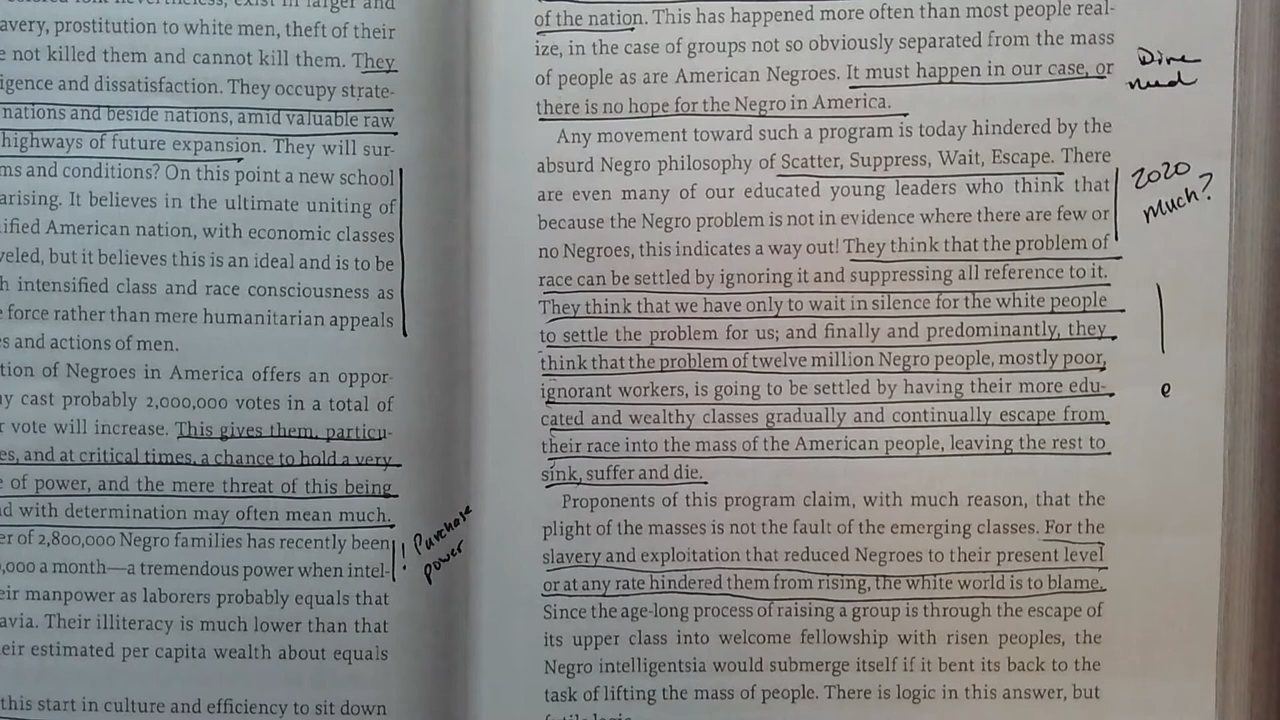 colored folk nevertheless, exist in larger and
avery, prostitution to white men, theft of their
e not killed them and cannot kill them. They
igence and dissatisfaction. They occupy strate-
nations and beside nations, amid valuable raw
highways of future expansion. They will sur-
ms and conditions? On this point a new school
arising. It believes in the ultimate uniting of
ified American nation, with economic classes
veled, but it believes this is an ideal and is to be
h intensified class and race consciousness as
e force rather than mere humanitarian appeals
s and actions of men.
tion of Negroes in America offers an oppor-
ay cast probably 2,000,000 votes in a total of
r vote will increase. This gives them, particu-
es, and at critical times, a chance to hold a very
e of power, and the mere threat of this being
d with determination may often mean much.
er of 2,800,000 Negro families has recently been
,000 a month—a tremendous power when intel-
eir manpower as laborers probably equals that
avia. Their illiteracy is much lower than that
eir estimated per capita wealth about equals
this start in culture and efficiency to sit down
! Purchase
power
of the nation. This has happened more often than most people real-
ize, in the case of groups not so obviously separated from the mass
of people as are American Negroes. It must happen in our case, or
there is no hope for the Negro in America.
Any movement toward such a program is today hindered by the
absurd Negro philosophy of Scatter, Suppress, Wait, Escape. There
are even many of our educated young leaders who think that
because the Negro problem is not in evidence where there are few or
no Negroes, this indicates a way out! They think that the problem of
race can be settled by ignoring it and suppressing all reference to it.
They think that we have only to wait in silence for the white people
to settle the problem for us; and finally and predominantly, they
think that the problem of twelve million Negro people, mostly poor,
ignorant workers, is going to be settled by having their more edu-
cated and wealthy classes gradually and continually escape from
their race into the mass of the American people, leaving the rest to
sink, suffer and die.
Proponents of this program claim, with much reason, that the
plight of the masses is not the fault of the emerging classes. For the
slavery and exploitation that reduced Negroes to their present level
or at any rate hindered them from rising, the white world is to blame.
Since the age-long process of raising a group is through the escape of
its upper class into welcome fellowship with risen peoples, the
Negro intelligentsia would submerge itself if it bent its back to the
task of lifting the mass of people. There is logic in this answer, but
futile logic.
Dire
need
2020
much?
!